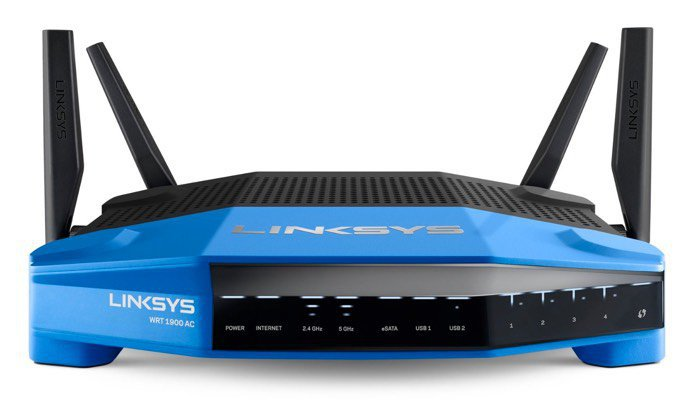 LINKSYS
LINKSYS
LINKSYS
LINKSYS
WRT 1900 AC
POWER INTERNET 2.4 GHz 5 GHz eSATA USB 1 USB 2 1 2 3 4